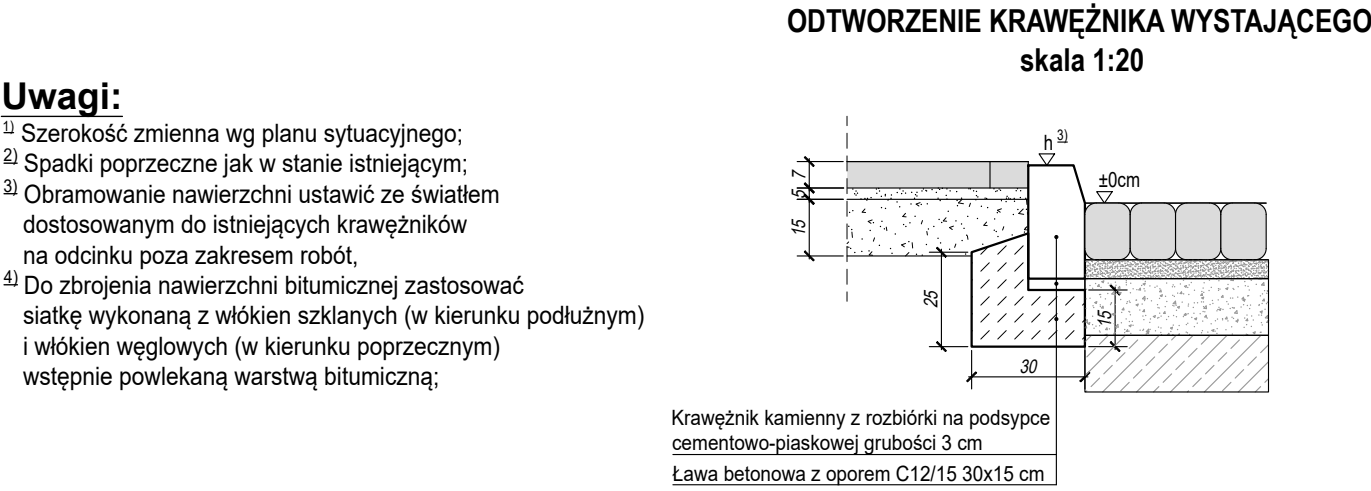 ODTWORZENIE KRAWĘŻNIKA WYSTAJĄCEGO
skala 1:20
Uwagi:
1) Szerokość zmienna wg planu sytuacyjnego;
2) Spadki poprzeczne jak w stanie istniejącym;
3) Obramowanie nawierzchni ustawić ze światłem
dostosowanym do istniejących krawężników
na odcinku poza zakresem robót,
4) Do zbrojenia nawierzchni bitumicznej zastosować
siatkę wykonaną z włókien szklanych (w kierunku podłużnym)
i włókien węglowych (w kierunku poprzecznym)
wstępnie powlekaną warstwą bitumiczną;
h 3)
±0cm
7
5
15
25
15
30
Krawężnik kamienny z rozbiórki na podsypce
cementowo-piaskowej grubości 3 cm
Ława betonowa z oporem C12/15 30x15 cm